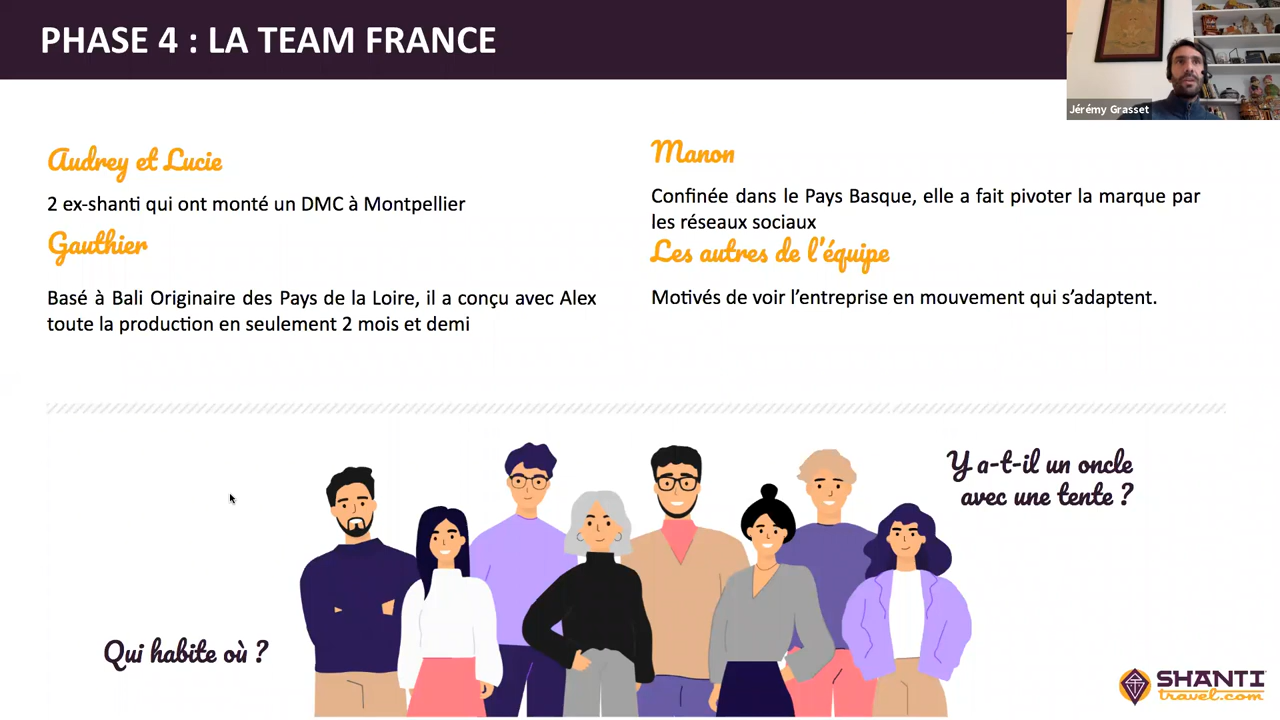 PHASE 4 : LA TEAM FRANCE
Jérémy Grasset
Audrey et Lucie
2 ex-shanti qui ont monté un DMC à Montpellier
Gauthier
Basé à Bali Originaire des Pays de la Loire, il a conçu avec Alex
toute la production en seulement 2 mois et demi
Manon
Confinée dans le Pays Basque, elle a fait pivoter la marque par
les réseaux sociaux
Les autres de l'équipe
Motivés de voir l'entreprise en mouvement qui s'adaptent.
Y a-t-il un oncle
avec une tente ?
Qui habite où ?
SHANTI
travel.com